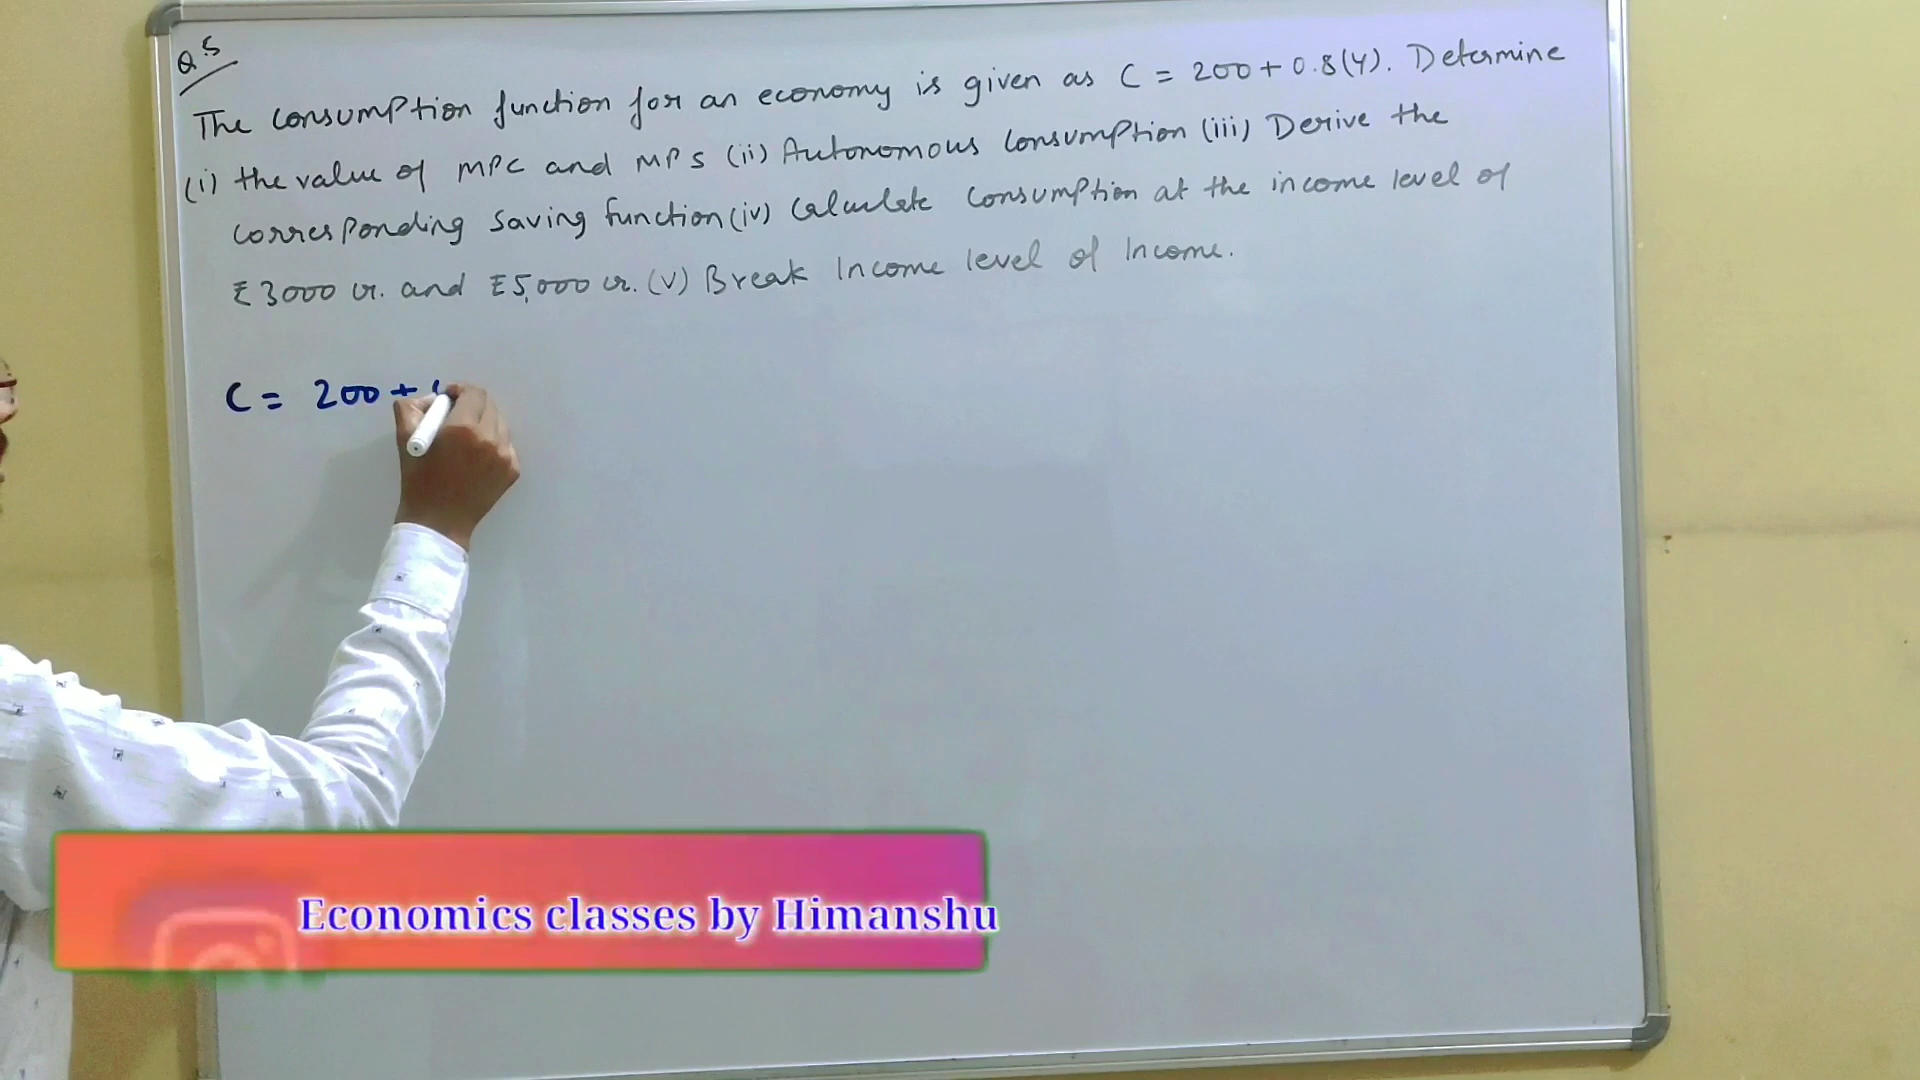 Q.5
The consumption function for an economy is given as C = 200 + 0.8(Y). Determine
(i) the value of MPC and MPS (ii) Autonomous consumption (iii) Derive the
corresponding saving function (iv) Calculate consumption at the income level of
₹3000 cr. and ₹5,000 cr. (v) Break Income level of Income.
C = 200 +
Economics classes by Himanshu